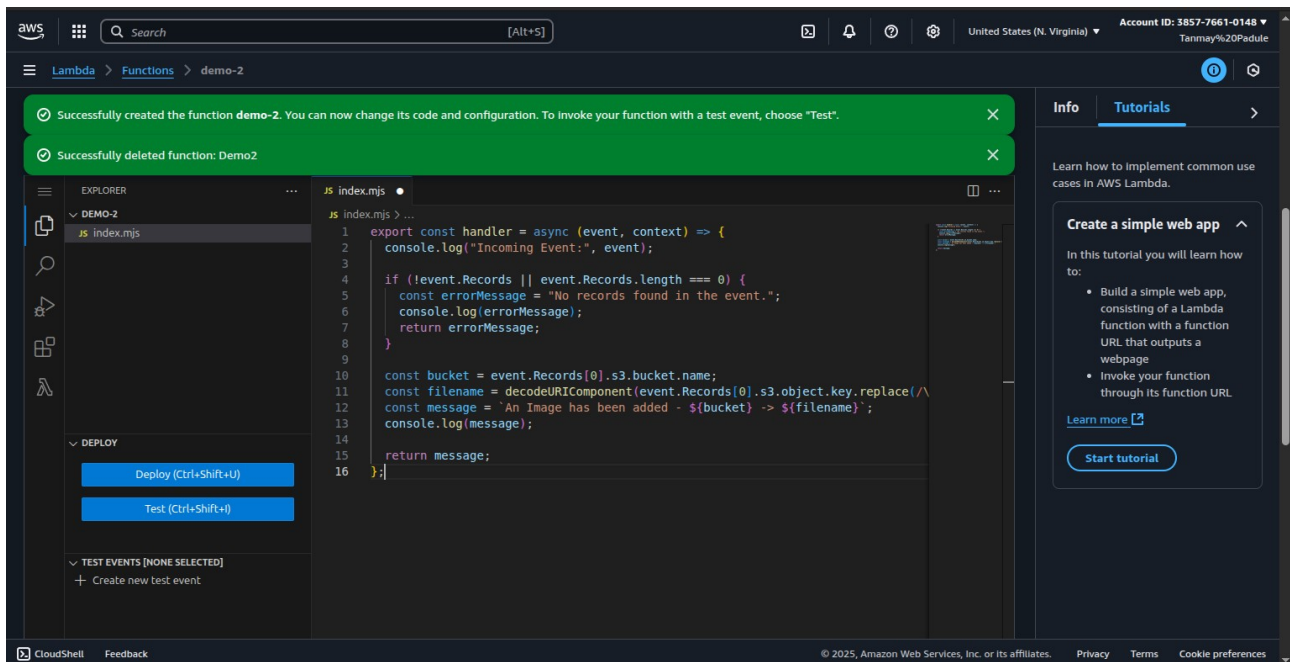 aws
Search [Alt+S]
United States (N. Virginia) ▼
Account ID: 3857-7661-0148 ▼
Tanmay%20Padule
Lambda > Functions > demo-2
Successfully created the function demo-2. You can now change its code and configuration. To invoke your function with a test event, choose "Test".
Successfully deleted function: Demo2
EXPLORER
DEMO-2
JS index.mjs
DEPLOY
Deploy (Ctrl+Shift+U)
Test (Ctrl+Shift+I)
TEST EVENTS [NONE SELECTED]
+ Create new test event
JS index.mjs
JS index.mjs > ...
1 export const handler = async (event, context) => {
2 console.log("Incoming Event:", event);
3
4 if (!event.Records || event.Records.length === 0) {
5 const errorMessage = "No records found in the event.";
6 console.log(errorMessage);
7 return errorMessage;
8 }
9
10 const bucket = event.Records[0].s3.bucket.name;
11 const filename = decodeURIComponent(event.Records[0].s3.object.key.replace(/\
12 const message = `An Image has been added - ${bucket} -> ${filename}`;
13 console.log(message);
14
15 return message;
16 };
Info
Tutorials
Learn how to implement common use
cases in AWS Lambda.
Create a simple web app
In this tutorial you will learn how
to:
• Build a simple web app,
consisting of a Lambda
function with a function
URL that outputs a
webpage
• Invoke your function
through its function URL
Learn more
Start tutorial
CloudShell Feedback
© 2025, Amazon Web Services, Inc. or its affiliates. Privacy Terms Cookie preferences